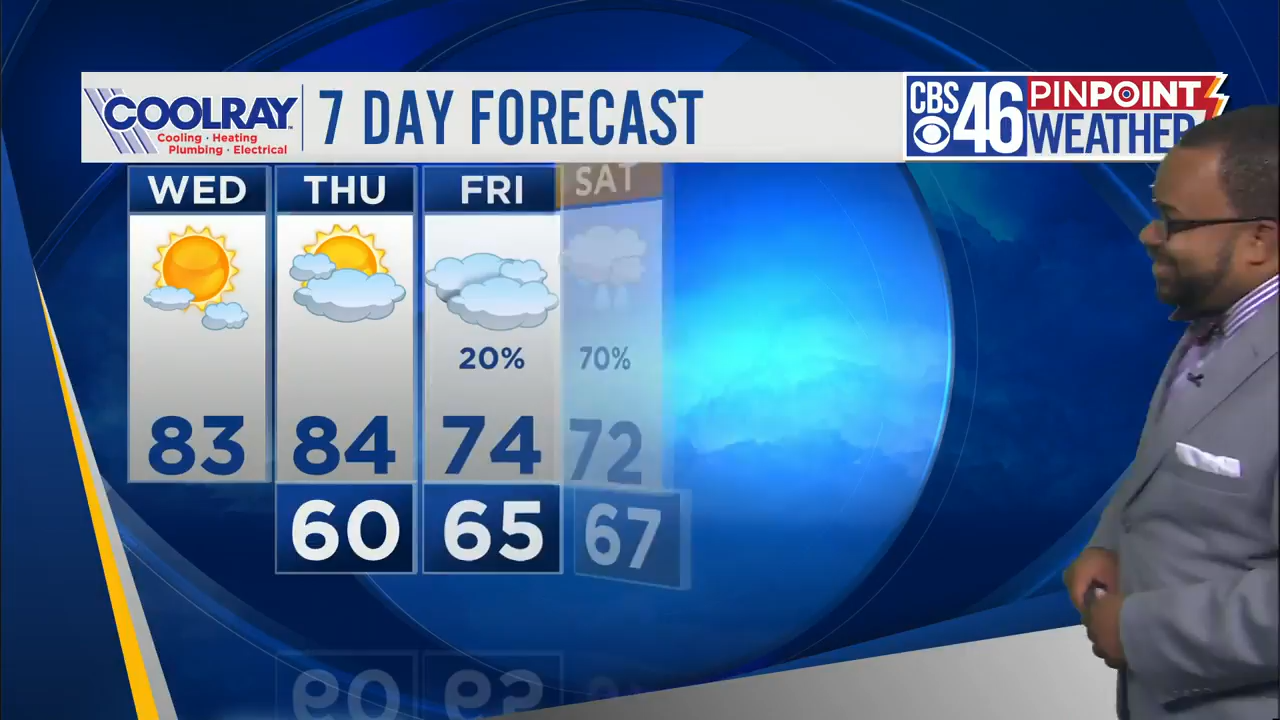 COOLRAY
Cooling · Heating
Plumbing · Electrical
7 DAY FORECAST
CBS 46
PINPOINT
WEATHER
WED THU FRI SAT
20% 70%
83 84 74 72
60 65 67